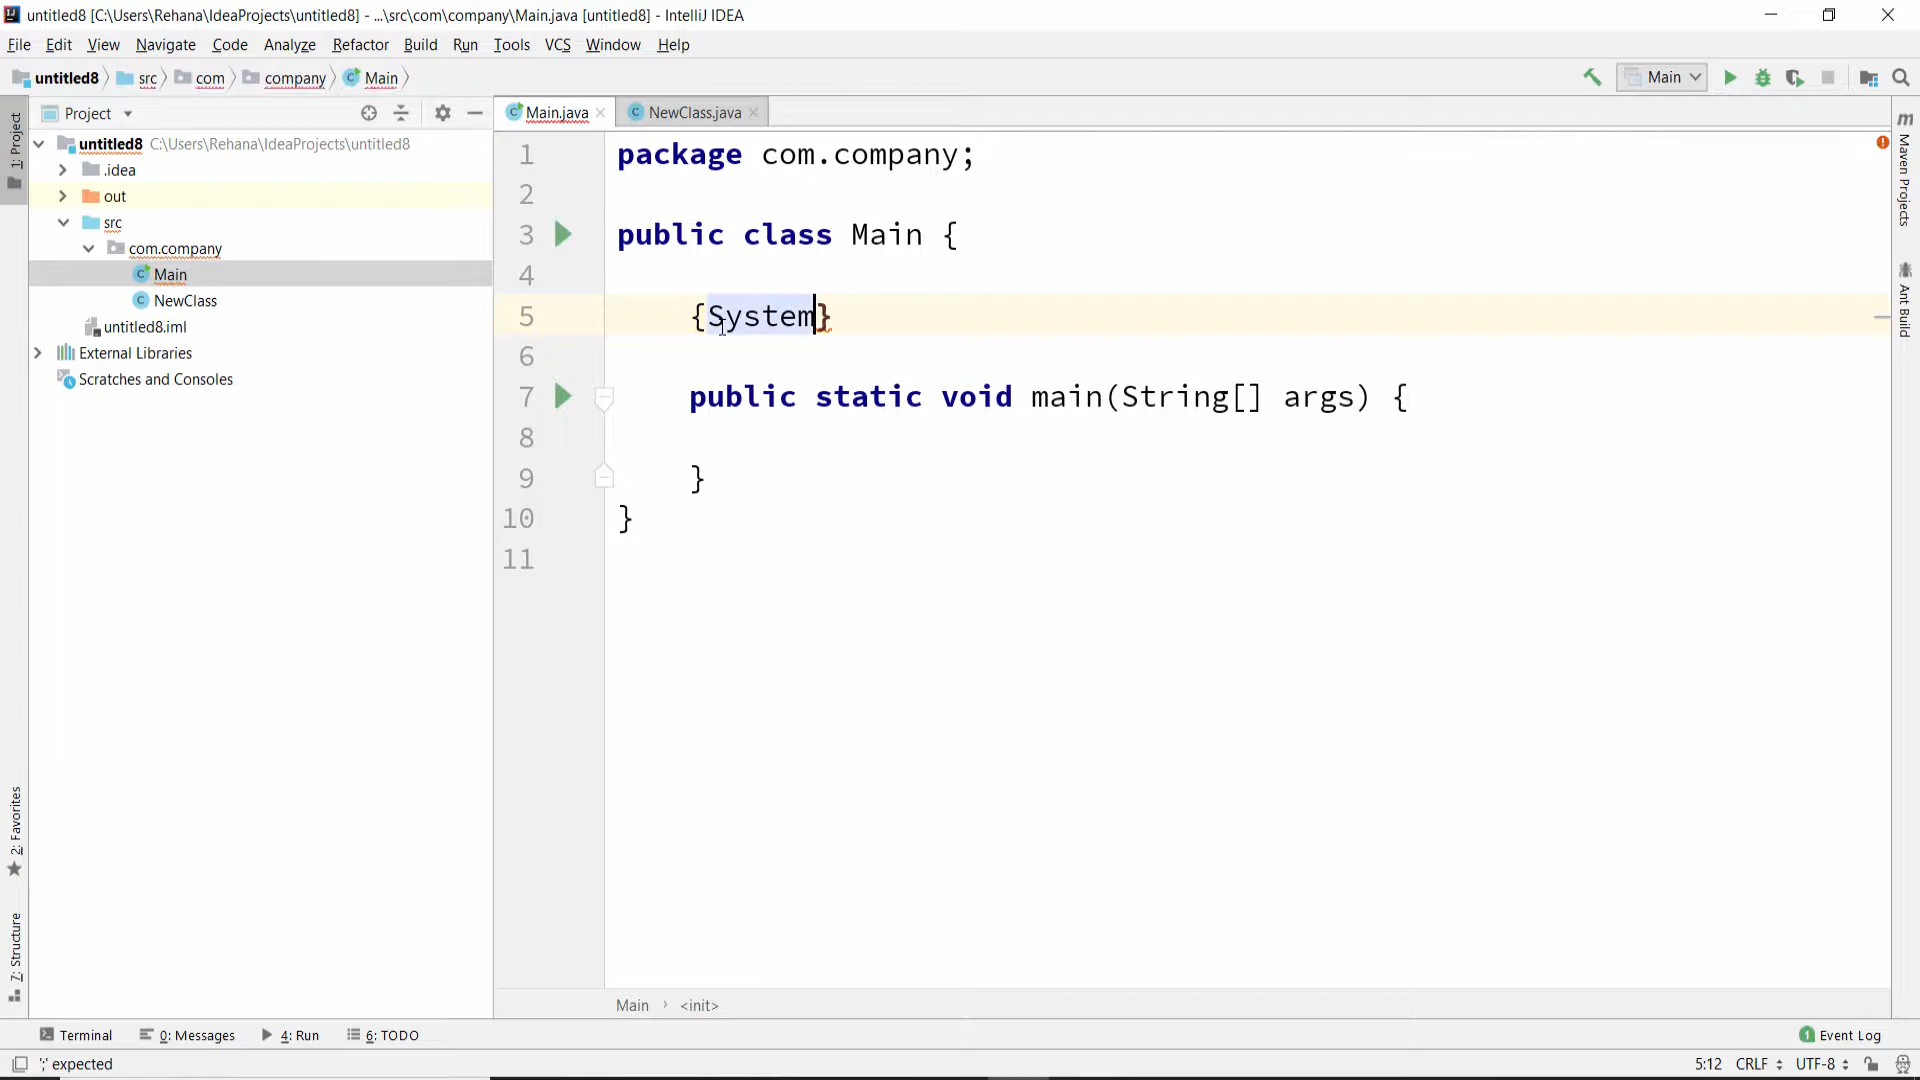 untitled8 [C:\Users\Rehana\IdeaProjects\untitled8] - ...\src\com\company\Main.java [untitled8] - IntelliJ IDEA
File Edit View Navigate Code Analyze Refactor Build Run Tools VCS Window Help
untitled8 src com company Main Main
Project Main.java NewClass.java
1: Project
untitled8 C:\Users\Rehana\IdeaProjects\untitled8
.idea
out
src
com.company
Main
NewClass
untitled8.iml
External Libraries
Scratches and Consoles
1 package com.company;
2
3 public class Main {
4
5 {System}
6
7 public static void main(String[] args) {
8
9 }
10 }
11
Maven Projects
Ant Build
2: Favorites
7: Structure
Main <init>
Terminal 0: Messages 4: Run 6: TODO 1 Event Log
';' expected 5:12 CRLF UTF-8